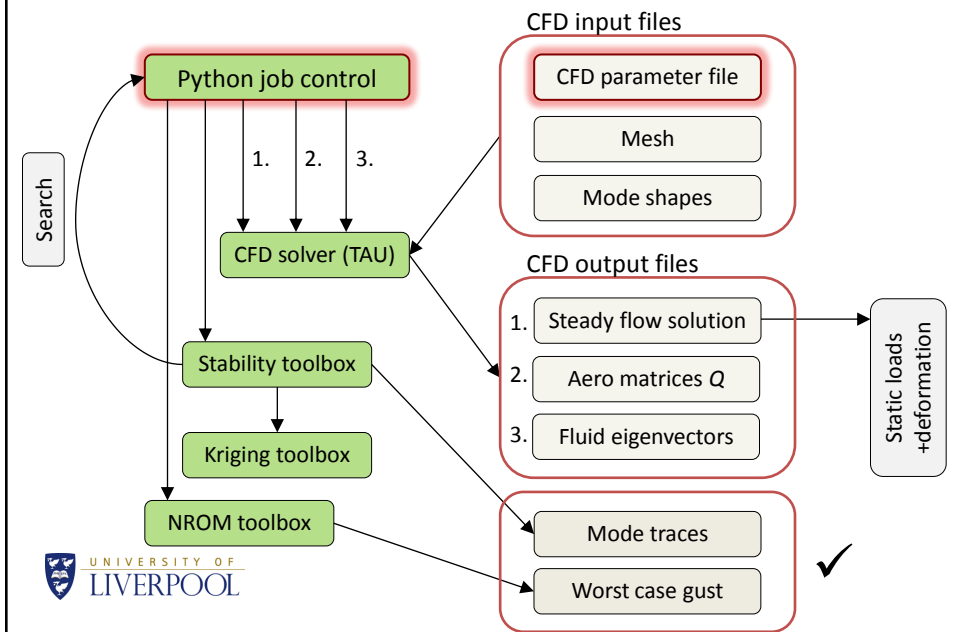 CFD input files
Python job control
CFD parameter file
Mesh
Mode shapes
1.
2.
3.
Search
CFD solver (TAU)
CFD output files
1.
Steady flow solution
2.
Aero matrices Q
3.
Fluid eigenvectors
Static loads
+deformation
Stability toolbox
Kriging toolbox
NROM toolbox
Mode traces
Worst case gust
UNIVERSITY OF
LIVERPOOL